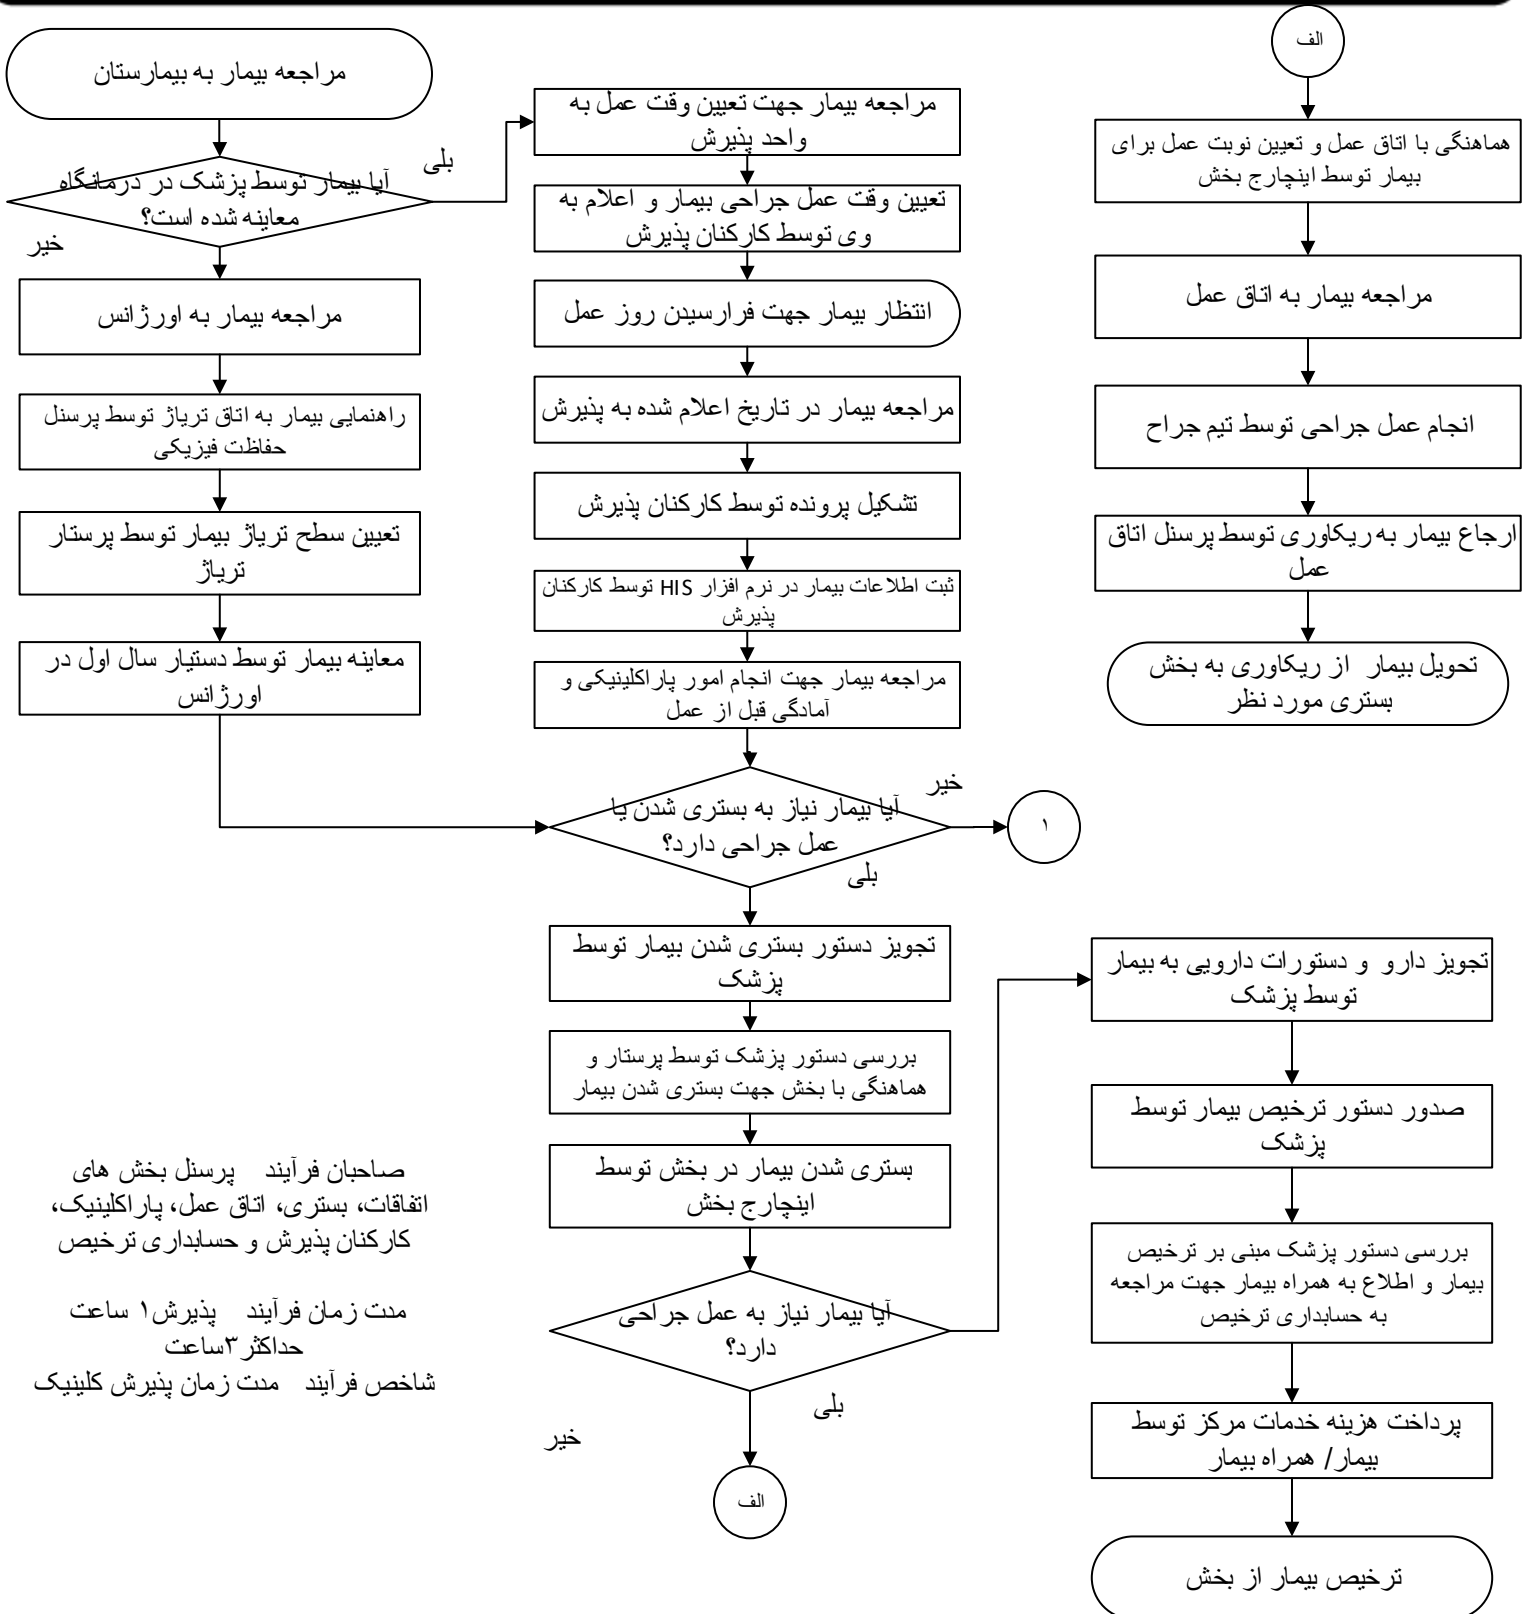 مراجعه بیمار به بیمارستان
آیا بیمار توسط پزشک در درمانگاه
معاینه شده است؟
بلی
خیر
مراجعه بیمار به اورژانس
راهنمایی بیمار به اتاق تریاژ توسط پرسنل
حفاظت فیزیکی
تعیین سطح تریاژ بیمار توسط پرستار
تریاژ
معاینه بیمار توسط دستیار سال اول در
اورژانس
مراجعه بیمار جهت تعیین وقت عمل به
واحد پذیرش
تعیین وقت عمل جراحی بیمار و اعلام به
وی توسط کارکنان پذیرش
انتظار بیمار جهت فرارسیدن روز عمل
مراجعه بیمار در تاریخ اعلام شده به پذیرش
تشکیل پرونده توسط کارکنان پذیرش
ثبت اطلاعات بیمار در نرم افزار HIS توسط کارکنان
پذیرش
مراجعه بیمار جهت انجام امور پاراکلینیکی و
آمادگی قبل از عمل
آیا بیمار نیاز به بستری شدن یا
عمل جراحی دارد؟
خیر
۱
بلی
تجویز دستور بستری شدن بیمار توسط
پزشک
بررسی دستور پزشک توسط پرستار و
هماهنگی با بخش جهت بستری شدن بیمار
بستری شدن بیمار در بخش توسط
اینچارج بخش
آیا بیمار نیاز به عمل جراحی
دارد؟
بلی
خیر
الف
الف
هماهنگی با اتاق عمل و تعیین نوبت عمل برای
بیمار توسط اینچارج بخش
مراجعه بیمار به اتاق عمل
انجام عمل جراحی توسط تیم جراح
ارجاع بیمار به ریکاوری توسط پرسنل اتاق
عمل
تحویل بیمار از ریکاوری به بخش
بستری مورد نظر
تجویز دارو و دستورات دارویی به بیمار
توسط پزشک
صدور دستور ترخیص بیمار توسط
پزشک
بررسی دستور پزشک مبنی بر ترخیص
بیمار و اطلاع به همراه بیمار جهت مراجعه
به حسابداری ترخیص
پرداخت هزینه خدمات مرکز توسط
بیمار/ همراه بیمار
ترخیص بیمار از بخش
صاحبان فرآیند پرسنل بخش های
اتفاقات، بستری، اتاق عمل، پاراکلینیک،
کارکنان پذیرش و حسابداری ترخیص
مدت زمان فرآیند پذیرش۱ ساعت
حداکثر۳ساعت
شاخص فرآیند مدت زمان پذیرش کلینیک